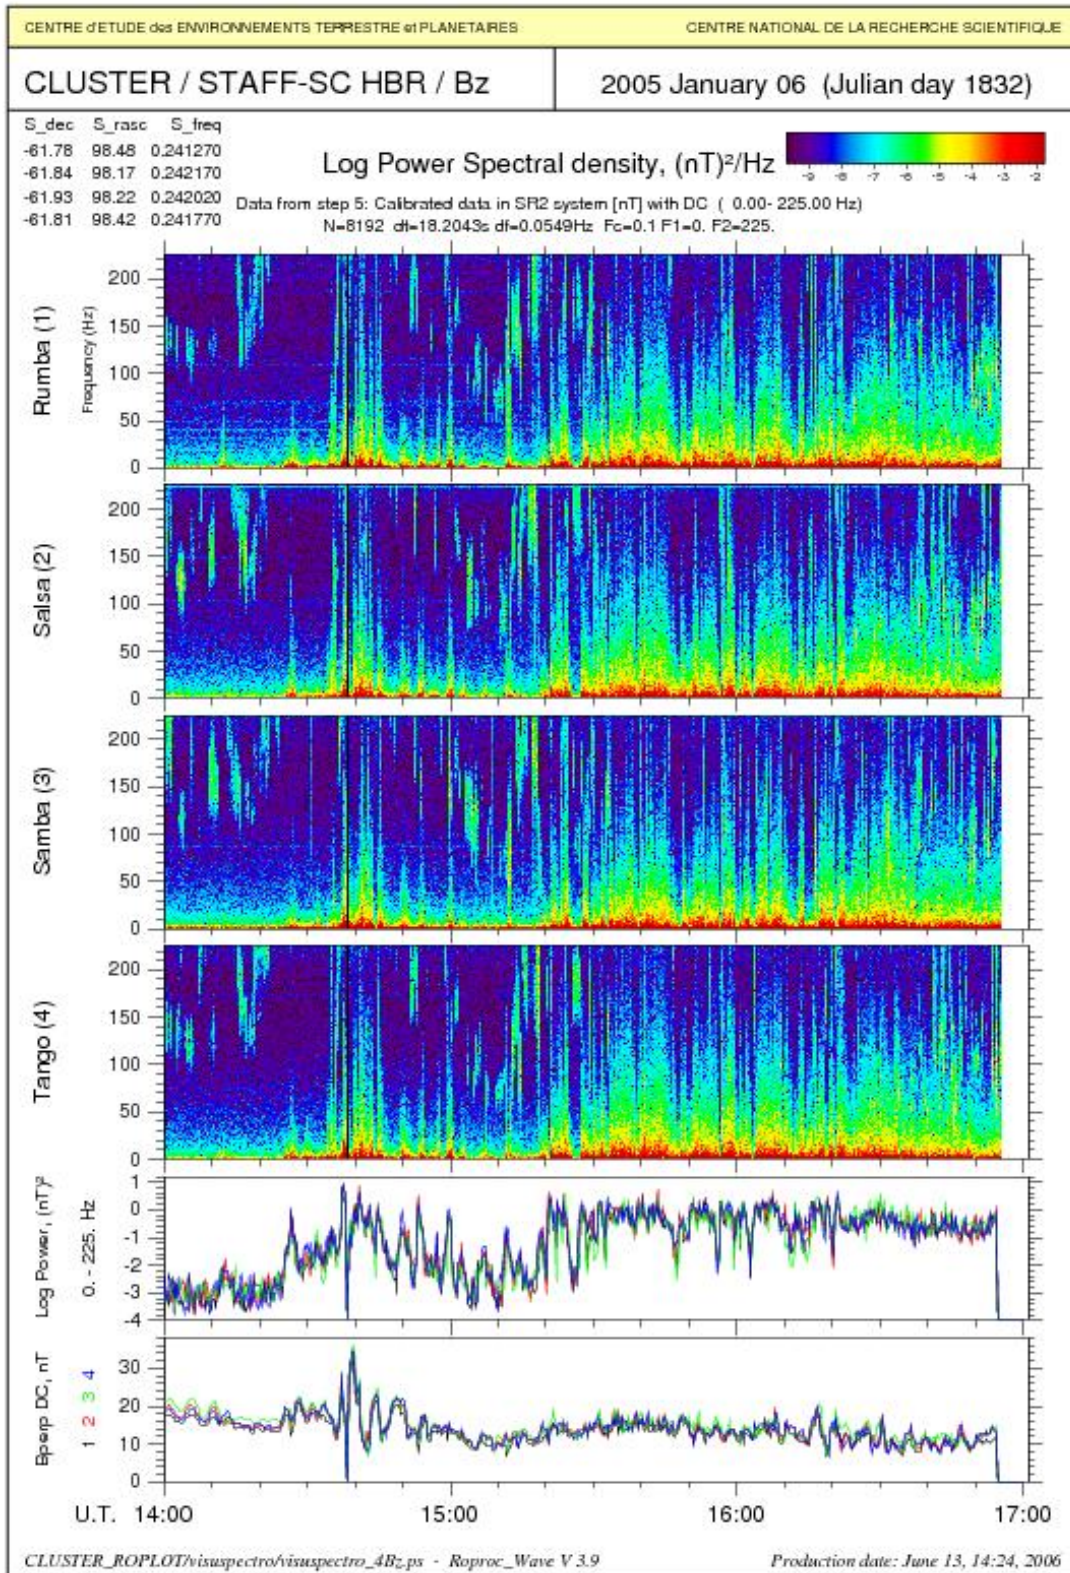 CENTRE d'ETUDE des ENVIRONNEMENTS TERRESTRE et PLANETAIRES CENTRE NATIONAL DE LA RECHERCHE SCIENTIFIQUE
CLUSTER / STAFF-SC HBR / Bz 2005 January 06 (Julian day 1832)
S_dec S_rasc S_freq
-61.78 98.48 0.241270
-61.84 98.17 0.242170
-61.93 98.22 0.242020
-61.81 98.42 0.241770
Log Power Spectral density, (nT)²/Hz
-9 -8 -7 -6 -5 -4 -3 -2
Data from step 5: Calibrated data in SR2 system [nT] with DC ( 0.00- 225.00 Hz)
N=8192 dt=18.2043s df=0.0549Hz Fc=0.1 F1=0. F2=225.
Rumba (1)
Frequency (Hz)
200
150
100
50
0
Salsa (2)
200
150
100
50
0
Samba (3)
200
150
100
50
0
Tango (4)
200
150
100
50
0
Log Power, (nT)²
0. - 225. Hz
1
0
-1
-2
-3
-4
Bperp DC, nT
1 2 3 4
30
20
10
0
U.T. 14:00 15:00 16:00 17:00
CLUSTER_ROPLOT/visuspectro/visuspectro_4Bz.ps - Roproc_Wave V 3.9 Production date: June 13, 14:24, 2006